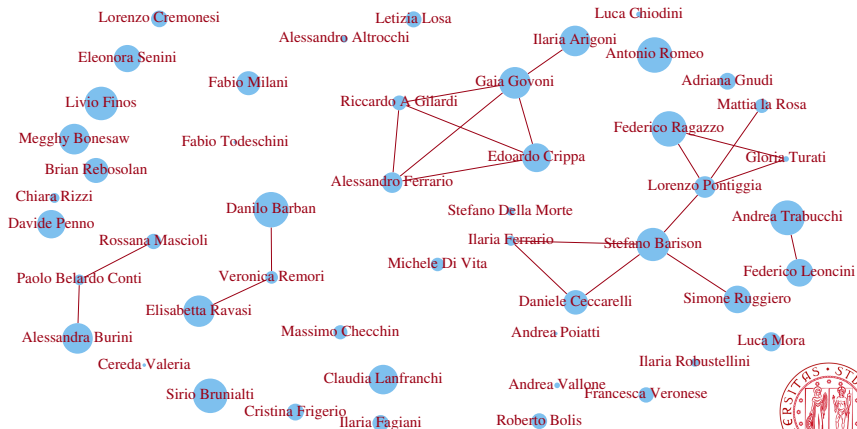 Lorenzo Cremonesi
Letizia Losa
Luca Chiodini
Alessandro Altrocchi
Ilaria Arigoni
Antonio Romeo
Eleonora Senini
Fabio Milani
Gaia Govoni
Adriana Gnudi
Livio Finos
Riccardo A Gilardi
Mattia la Rosa
Megghy Bonesaw
Fabio Todeschini
Federico Ragazzo
Edoardo Crippa
Gloria Turati
Brian Rebosolan
Alessandro Ferrario
Lorenzo Pontiggia
Chiara Rizzi
Danilo Barban
Stefano Della Morte
Andrea Trabucchi
Davide Penno
Rossana Mascioli
Ilaria Ferrario
Stefano Barison
Michele Di Vita
Paolo Belardo Conti
Veronica Remori
Federico Leoncini
Elisabetta Ravasi
Daniele Ceccarelli
Simone Ruggiero
Alessandra Burini
Massimo Checchin
Andrea Poiatti
Luca Mora
Cereda Valeria
Ilaria Robustellini
Claudia Lanfranchi
Andrea Vallone
Sirio Brunialti
Francesca Veronese
Cristina Frigerio
Ilaria Fagiani
Roberto Bolis
ERSITAS · STU